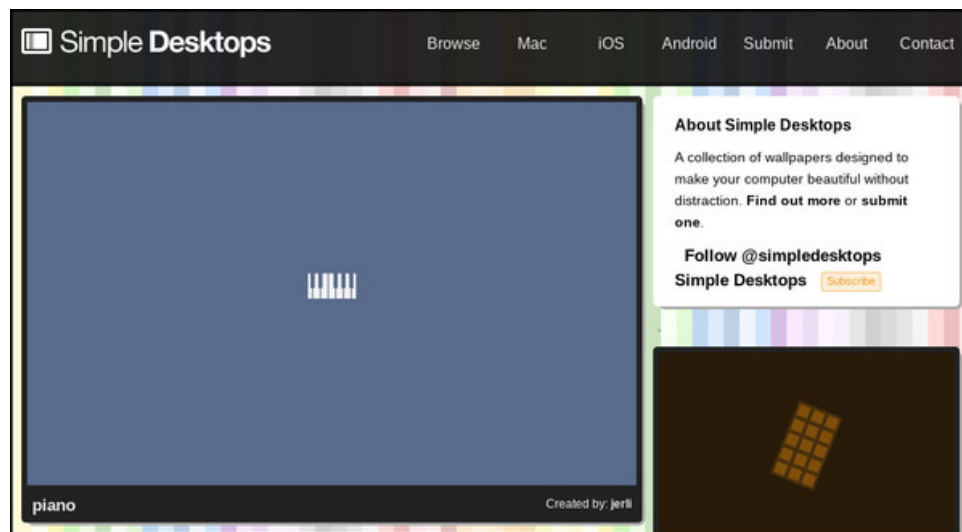 Simple Desktops
Browse Mac iOS Android Submit About Contact
piano
Created by: jerli
About Simple Desktops
A collection of wallpapers designed to
make your computer beautiful without
distraction. Find out more or submit
one.
Follow @simpledesktops
Simple Desktops Subscribe